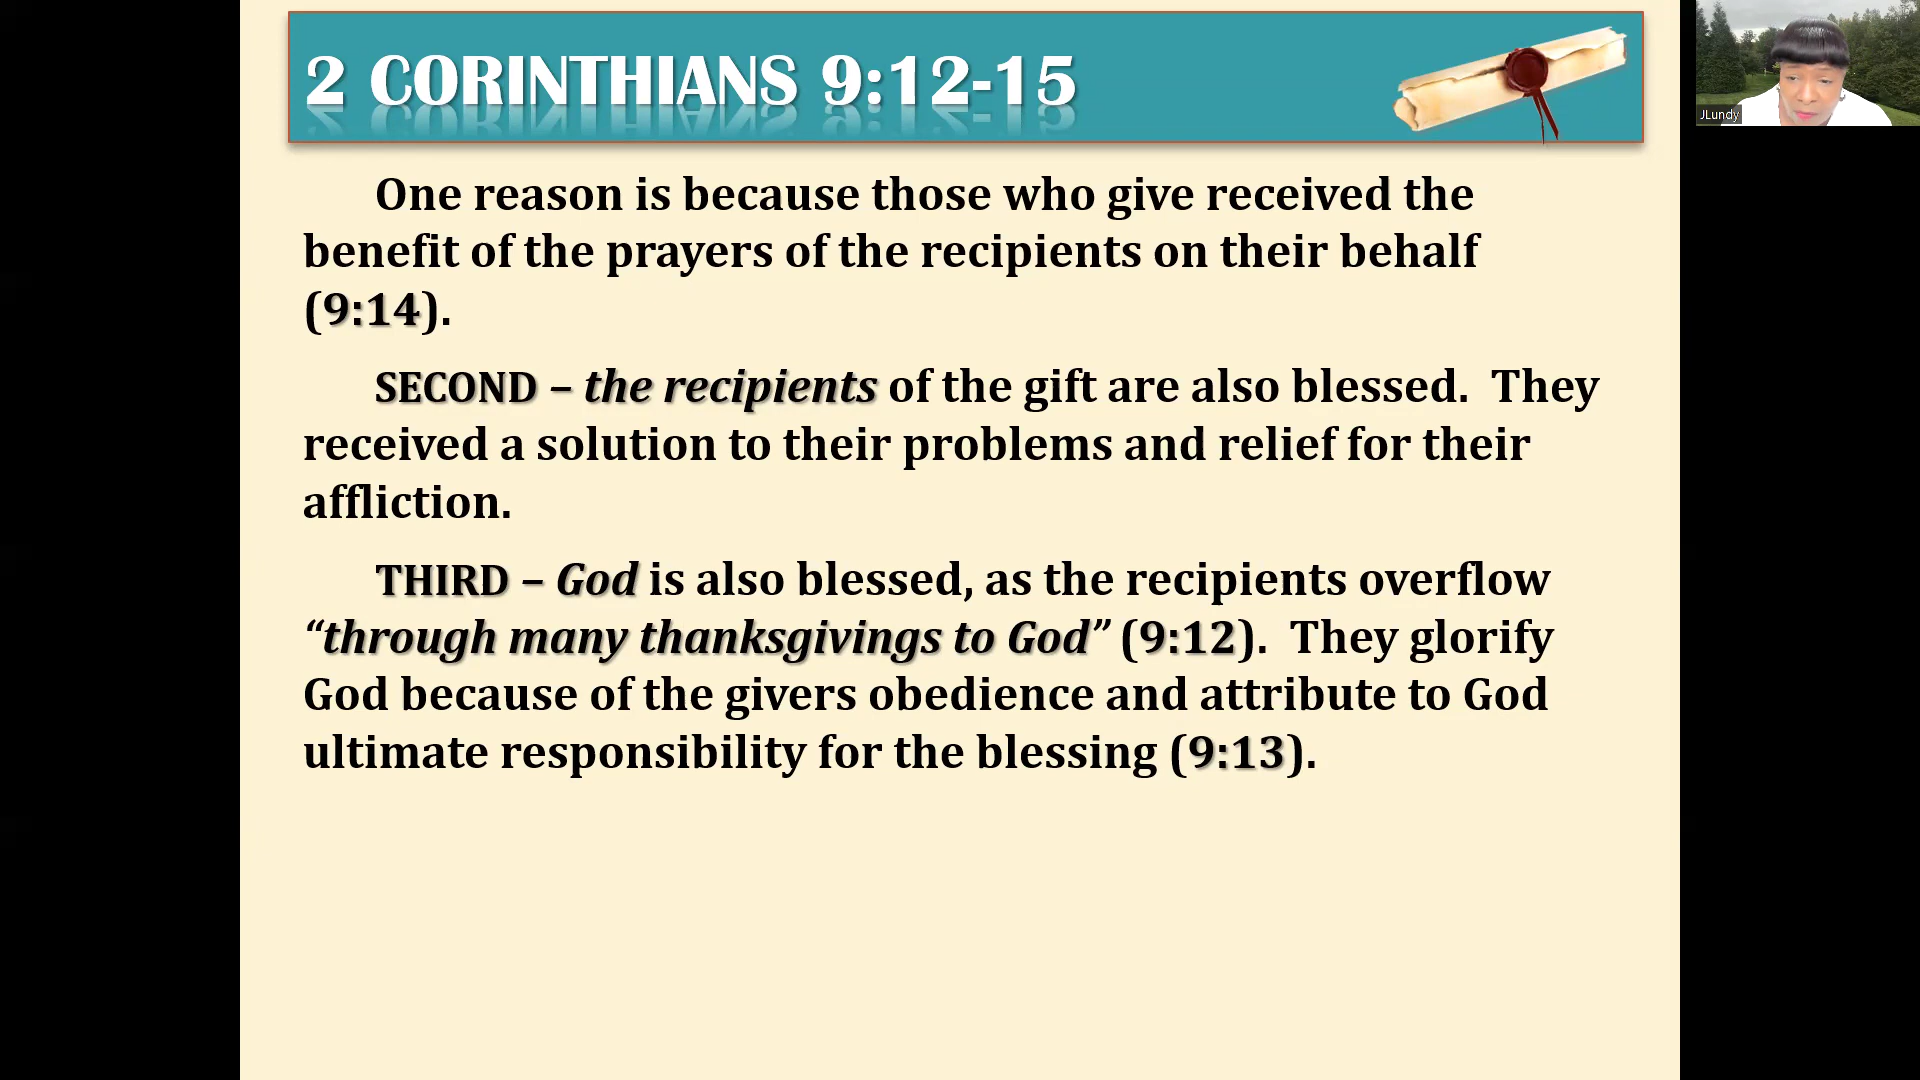 2 CORINTHIANS 9:12-15
JLundy
One reason is because those who give received the
benefit of the prayers of the recipients on their behalf
(9:14).
SECOND – the recipients of the gift are also blessed.  They
received a solution to their problems and relief for their
affliction.
THIRD – God is also blessed, as the recipients overflow
“through many thanksgivings to God” (9:12).  They glorify
God because of the givers obedience and attribute to God
ultimate responsibility for the blessing (9:13).